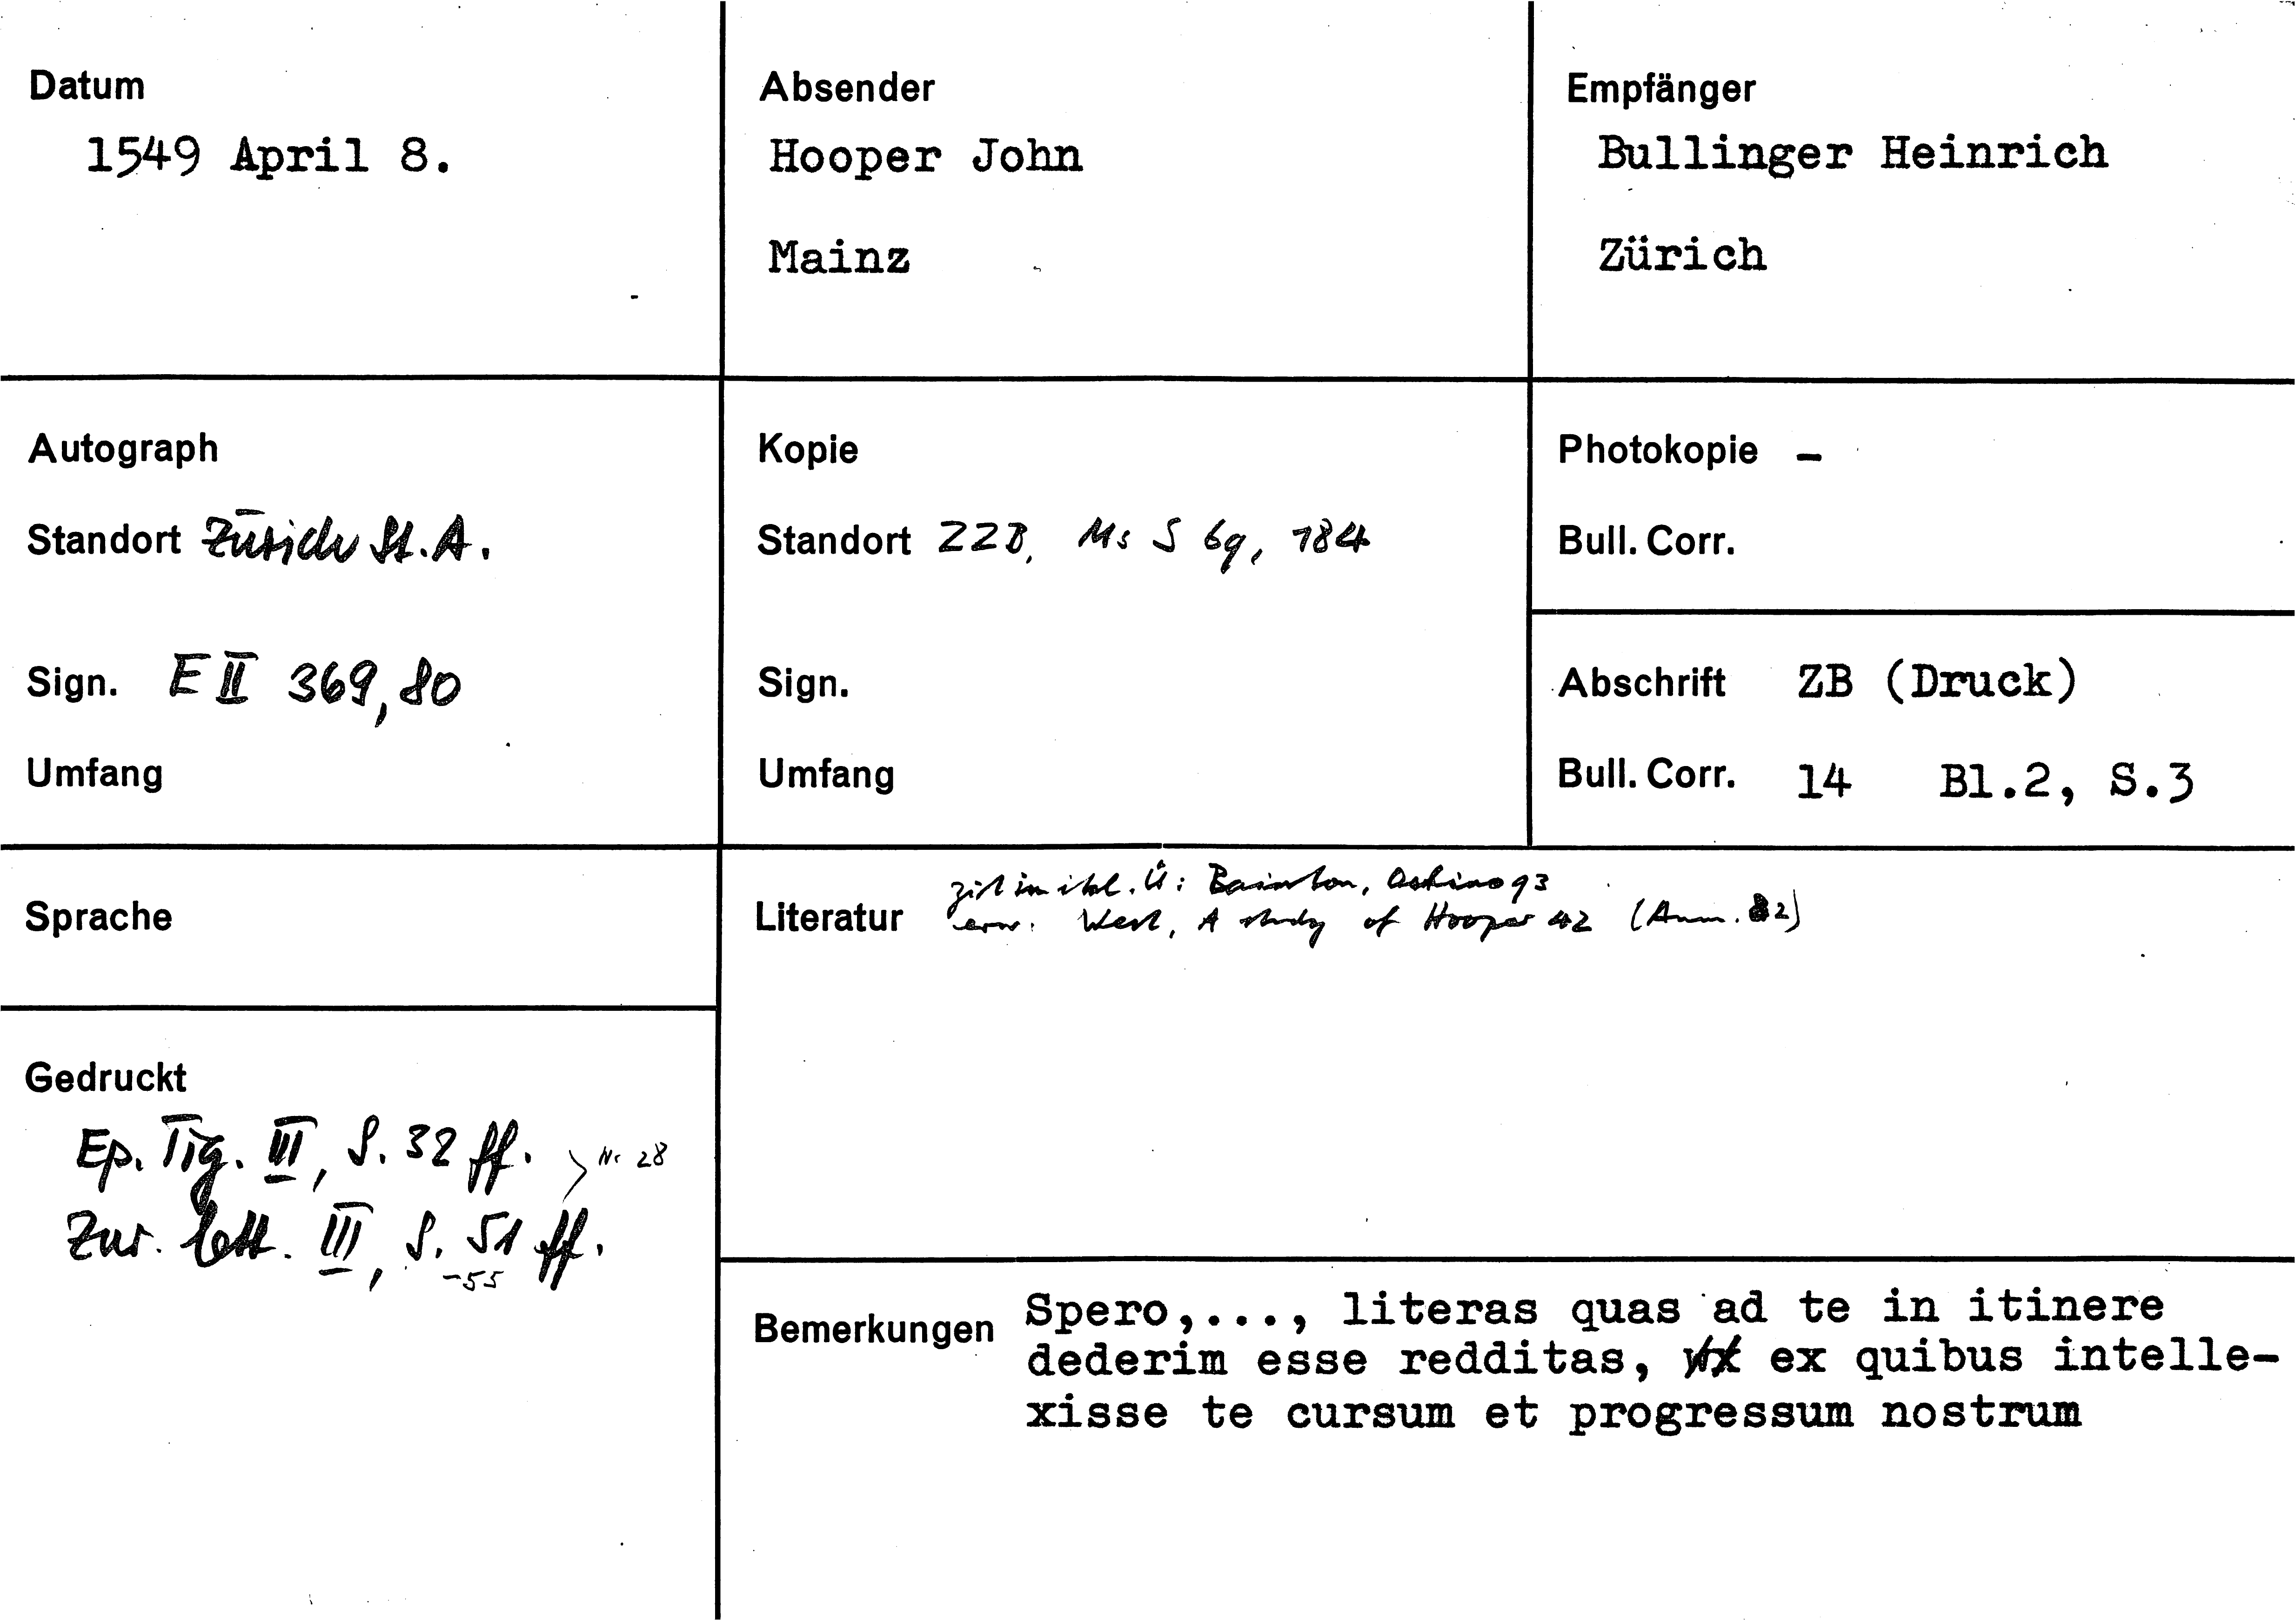 Datum
1549 April 8.
Absender
Hooper John
Mainz
Empfänger
Bullinger Heinrich
Zürich
Autograph
Standort Zürich St.A.
Sign. E II 369,80
Umfang
Kopie
Standort ZZB, Ms S 69, 184
Sign.
Umfang
Photokopie -
Bull. Corr.
Abschrift ZB (Druck)
Bull. Corr. 14 Bl.2, S.3
Sprache
Literatur zit in ital. Ü: Bainton, Ochino 93
erw. West, A study of Hooper 42 (Anm. 82)
Gedruckt
Ep. Tig. III, S. 32 ff. > Nr 28
Zur. lett. III, S. 51 ff.
-55
Bemerkungen Spero,..., literas quas ad te in itinere
dederim esse redditas, ex quibus intelle-
xisse te cursum et progressum nostrum